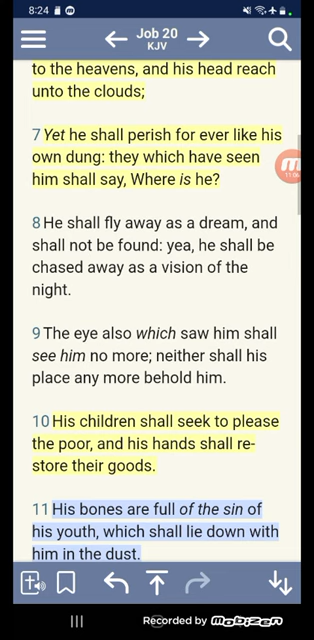 8:24
Job 20
KJV
to the heavens, and his head reach
unto the clouds;
7 Yet he shall perish for ever like his
own dung: they which have seen
him shall say, Where is he?
8 He shall fly away as a dream, and
shall not be found: yea, he shall be
chased away as a vision of the
night.
9 The eye also which saw him shall
see him no more; neither shall his
place any more behold him.
10 His children shall seek to please
the poor, and his hands shall re-
store their goods.
11 His bones are full of the sin of
his youth, which shall lie down with
him in the dust.
Recorded by Mobizen